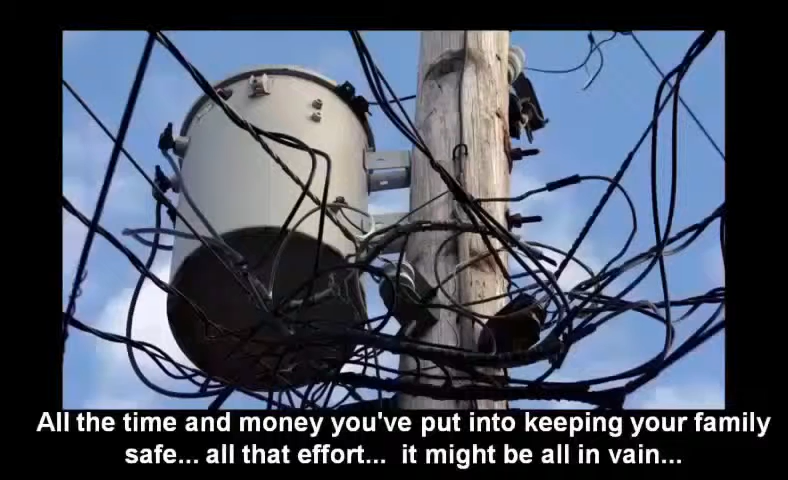 All the time and money you've put into keeping your family
safe... all that effort...  it might be all in vain...